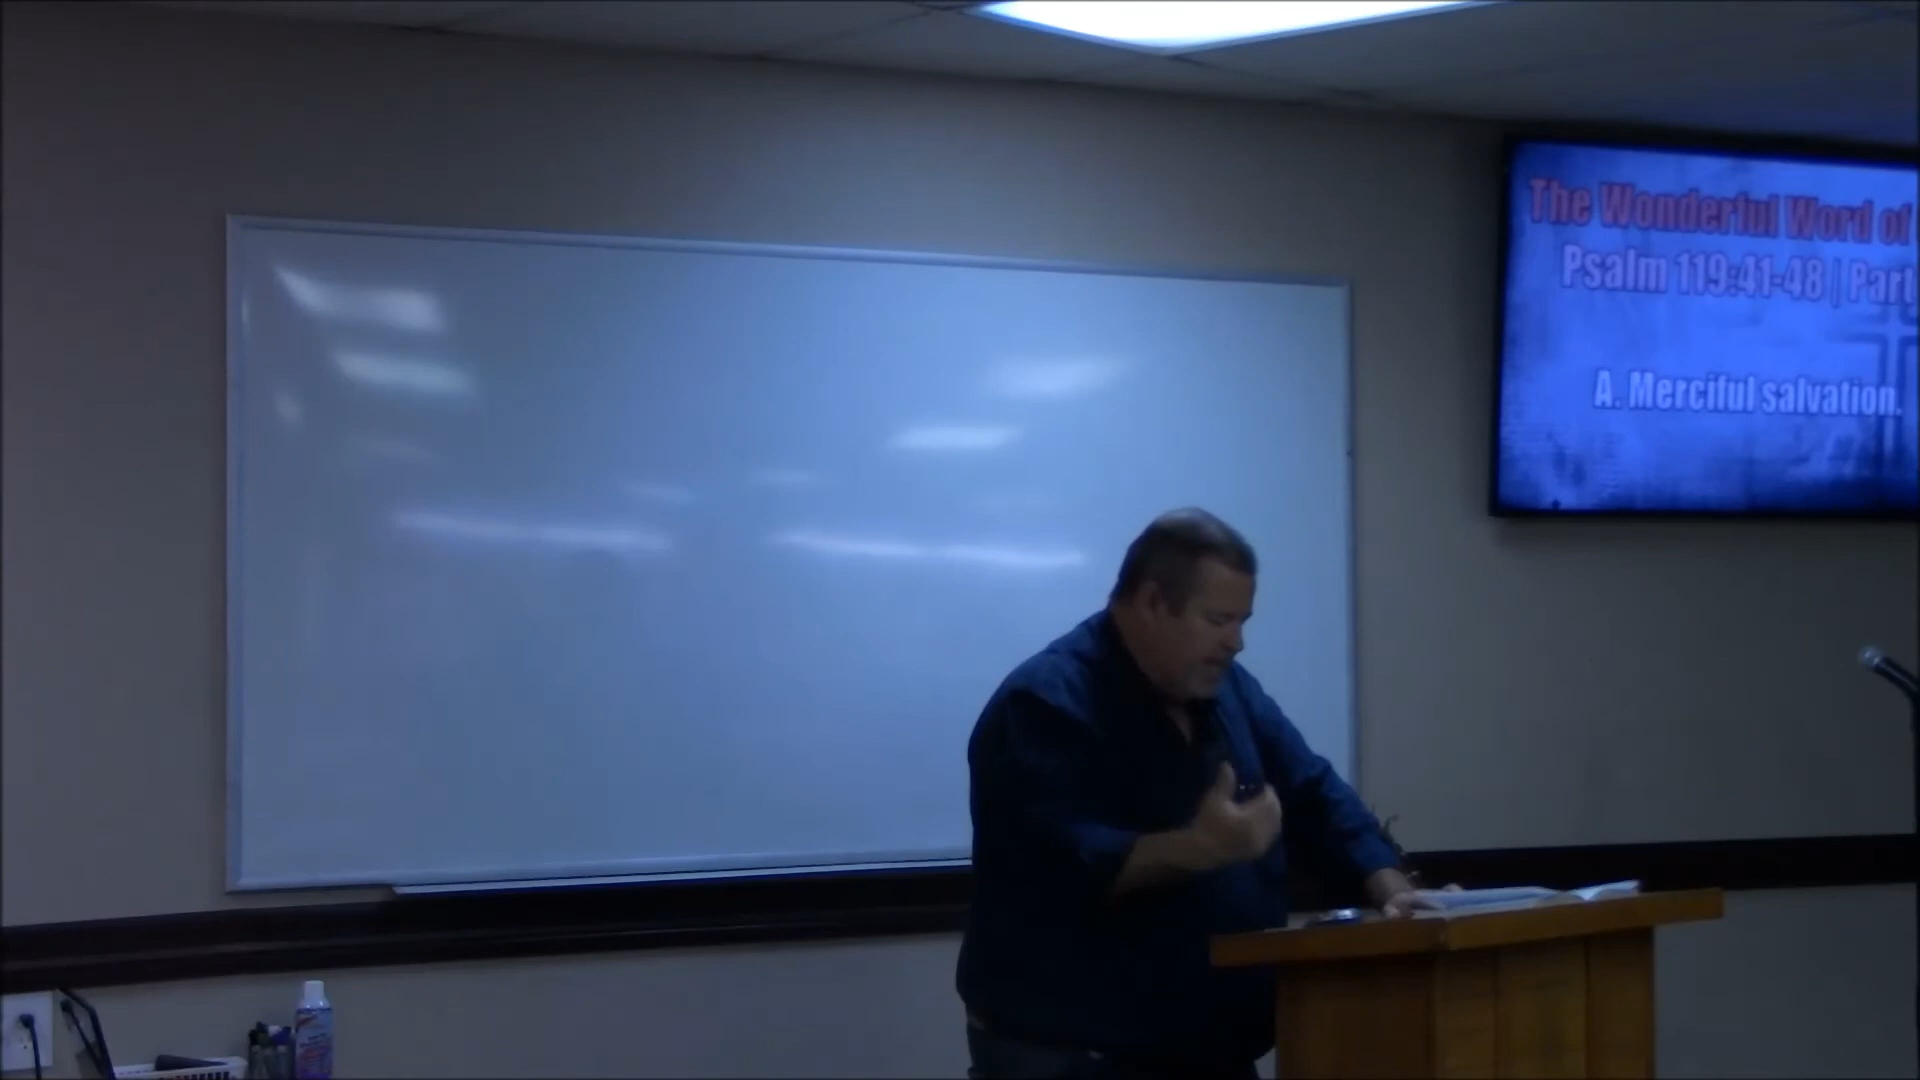 The Wonderful Word of
Psalm 119:41-48 | Part
A. Merciful salvation.